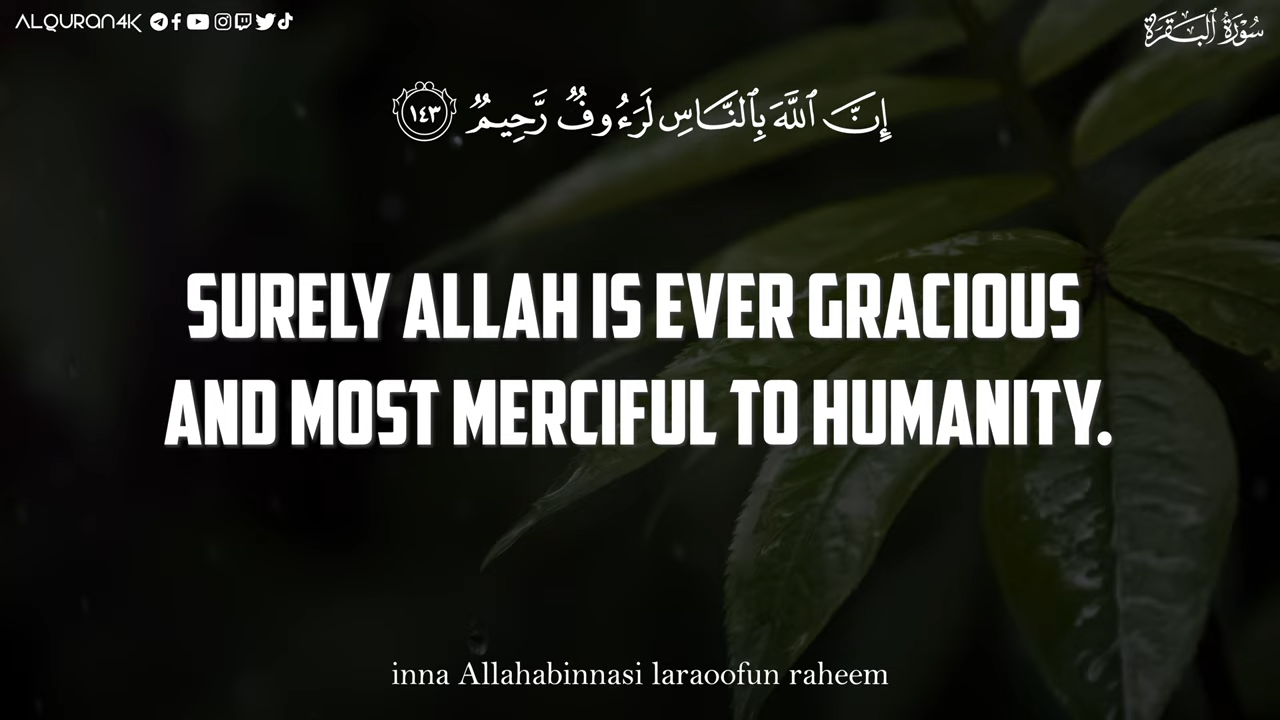 ALQURAN4K
سُورَةُ ٱلْبَقَرَةِ
إِنَّ ٱللَّهَ بِٱلنَّاسِ لَرَءُوفٌ رَّحِيمٌ ١٤٣
SURELY ALLAH IS EVER GRACIOUS
AND MOST MERCIFUL TO HUMANITY.
inna Allahabinnasi laraoofun raheem